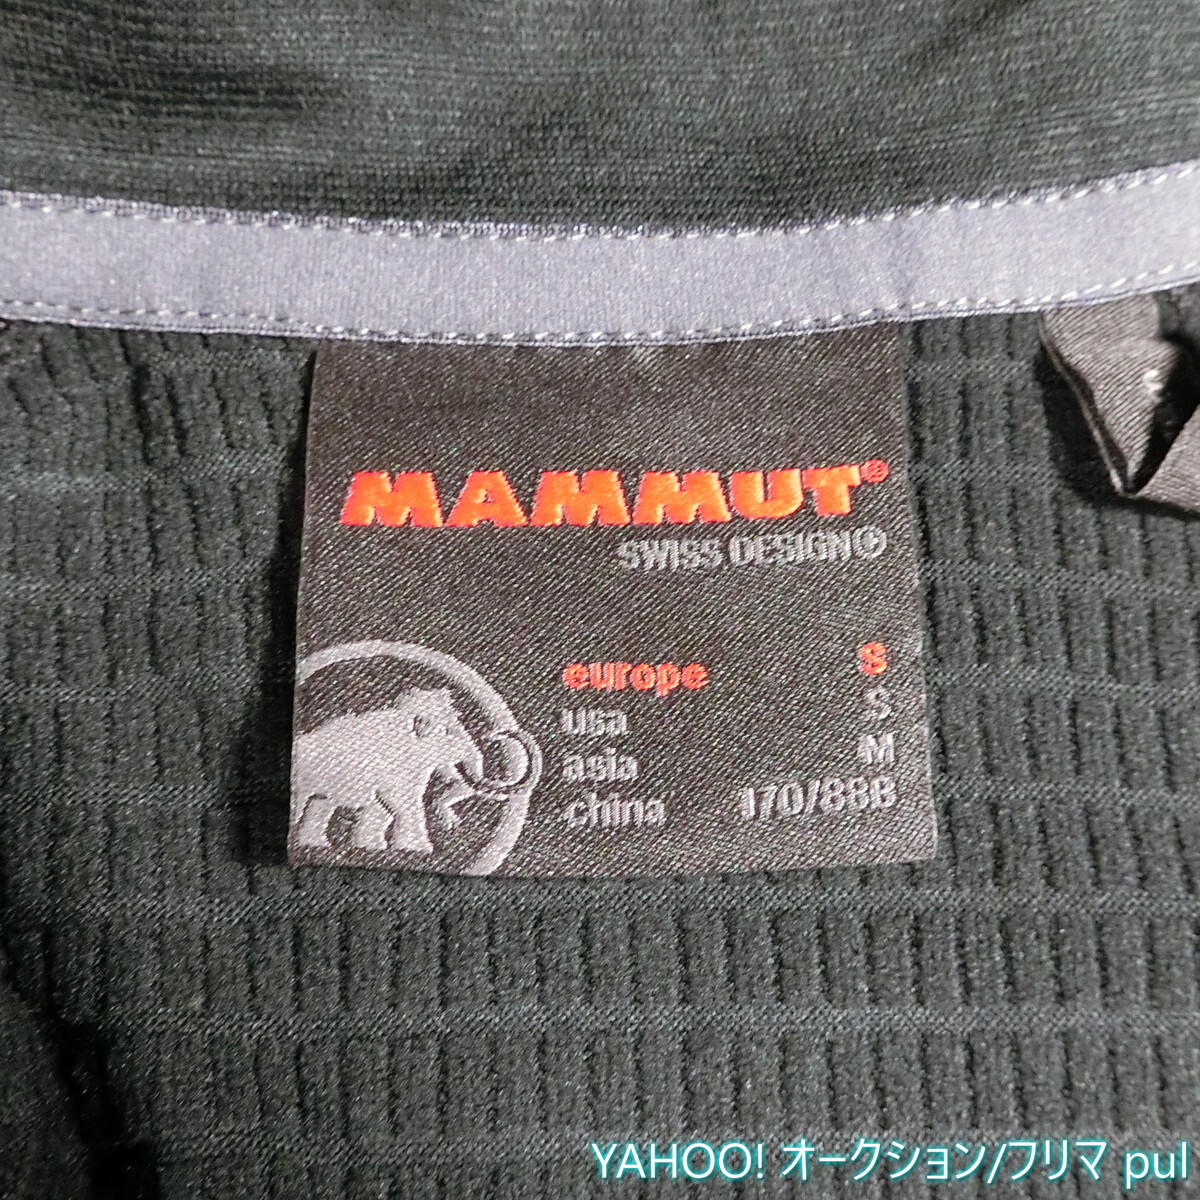 MAMMUT®
SWISS DESIGN
europe S
usa S
asia M
china 170/88B
YAHOO! オークション/フリマ pul